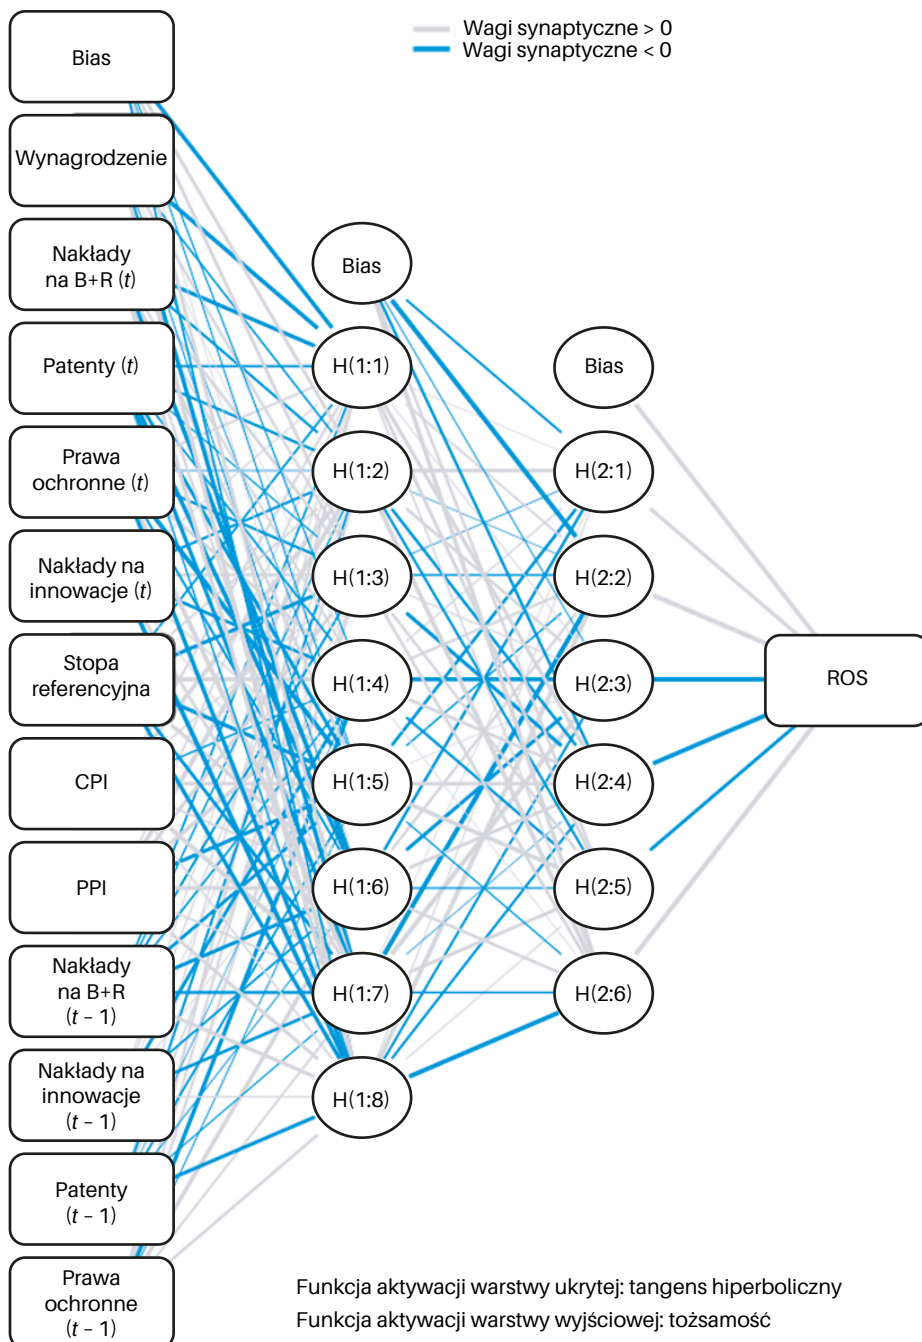 Wagi synaptyczne > 0
Wagi synaptyczne < 0
Bias
Wynagrodzenie
Nakłady
na B+R (t)
Patenty (t)
Prawa
ochronne (t)
Nakłady na
innowacje (t)
Stopa
referencyjna
CPI
PPI
Nakłady
na B+R
(t – 1)
Nakłady na
innowacje
(t – 1)
Patenty
(t – 1)
Prawa
ochronne
(t – 1)
Bias
H(1:1)
H(1:2)
H(1:3)
H(1:4)
H(1:5)
H(1:6)
H(1:7)
H(1:8)
Bias
H(2:1)
H(2:2)
H(2:3)
H(2:4)
H(2:5)
H(2:6)
ROS
Funkcja aktywacji warstwy ukrytej: tangens hiperboliczny
Funkcja aktywacji warstwy wyjściowej: tożsamość